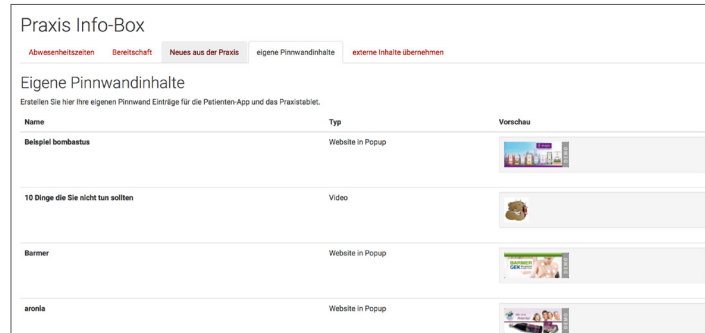 Praxis Info-Box
Abwesenheitszeiten Bereitschaft Neues aus der Praxis eigene Pinnwandinhalte externe Inhalte übernehmen
Eigene Pinnwandinhalte
Erstellen Sie hier Ihre eigenen Pinnwand Einträge für die Patienten-App und das Praxistablet.
Name Typ Vorschau
Beispiel bombastus Website in Popup
10 Dinge die Sie nicht tun sollten Video
Barmer Website in Popup
BARMER
GEK
aronia Website in Popup